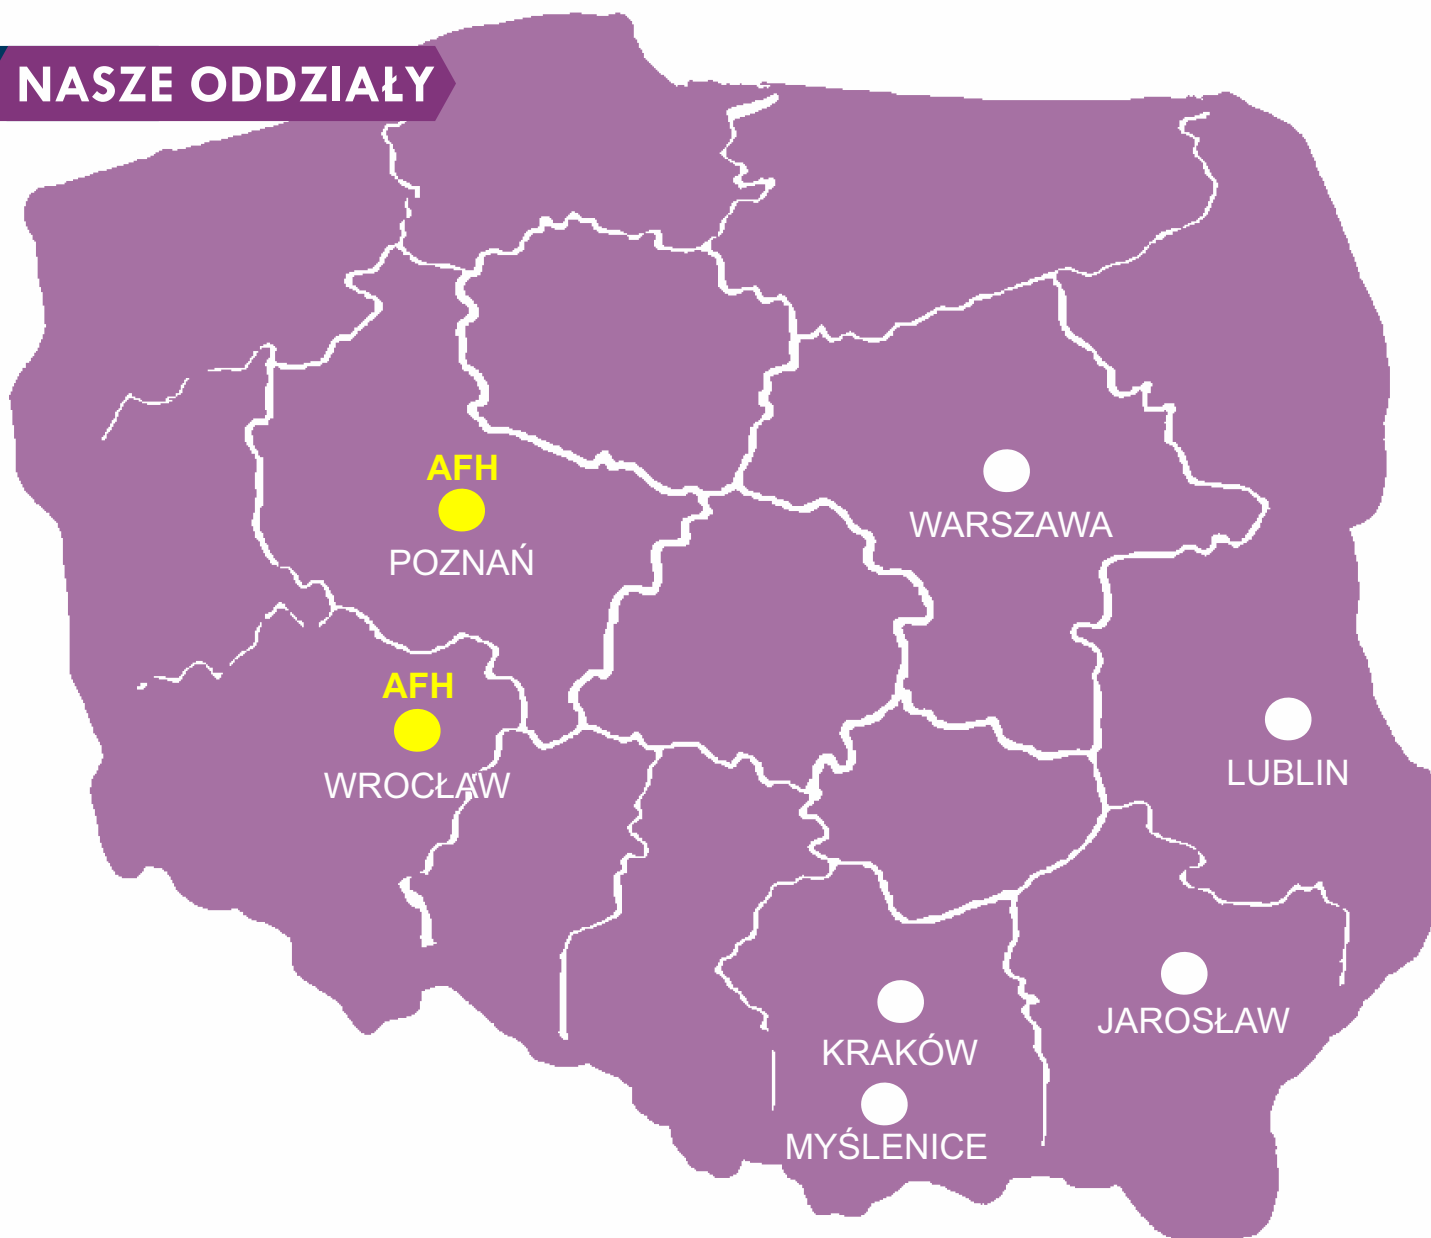 NASZE ODDZIAŁY
AFH
POZNAŃ
WARSZAWA
AFH
WROCŁAW
LUBLIN
JAROSŁAW
KRAKÓW
MYŚLENICE